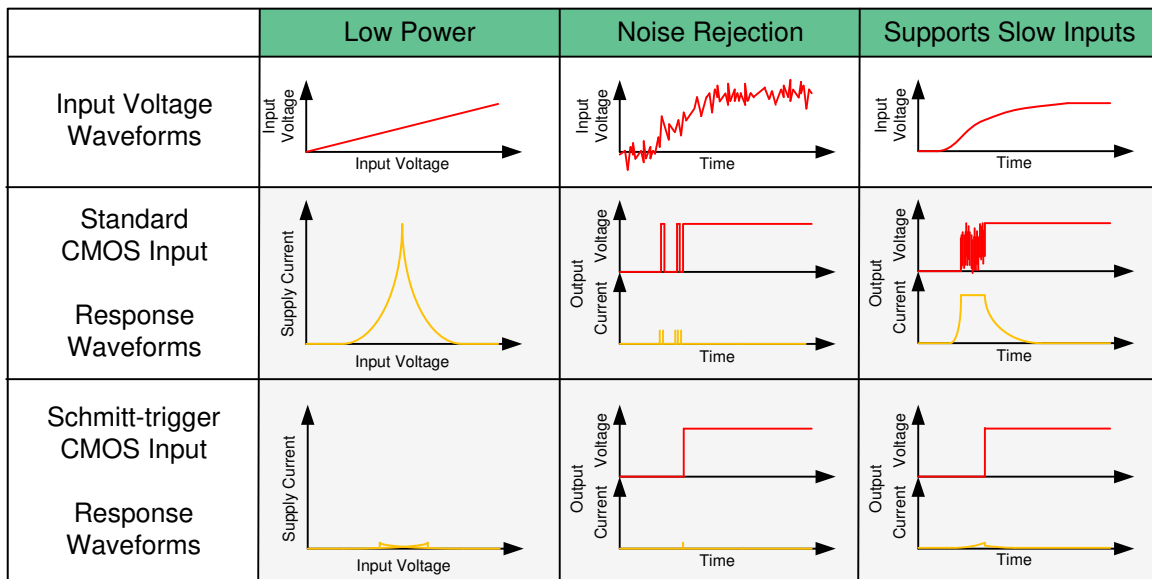 Low Power
Noise Rejection
Supports Slow Inputs
Input Voltage
Waveforms
Input
Voltage
Input Voltage
Input
Voltage
Time
Input
Voltage
Time
Standard
CMOS Input
Response
Waveforms
Supply Current
Input Voltage
Output
Voltage
Current
Time
Output
Voltage
Current
Time
Schmitt-trigger
CMOS Input
Response
Waveforms
Supply Current
Input Voltage
Output
Voltage
Current
Time
Output
Voltage
Current
Time